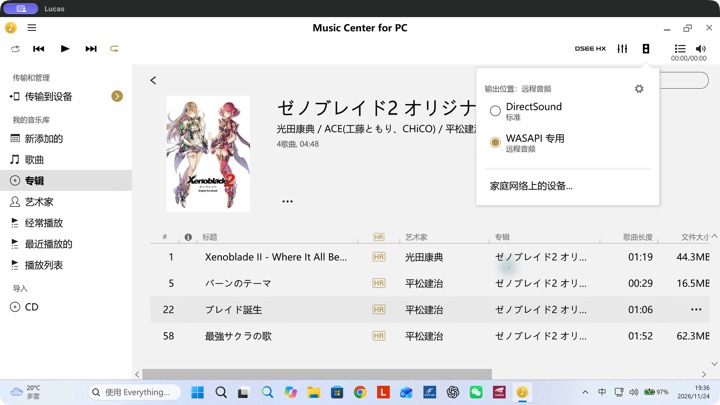 Lucas
Music Center for PC
DSEE HX
00:00/00:00
传输和管理
传输到设备
我的音乐库
新添加的
歌曲
专辑
艺术家
经常播放
最近播放的
播放列表
导入
CD
ゼノブレイド2 オリジナ
光田康典 / ACE(工藤ともり、CHiCO) / 平松建治
4歌曲, 04:48
Xenoblade 2
Original Soundtrack
输出位置：远程音频
DirectSound
标准
WASAPI 专用
远程音频
家庭网络上的设备...
# 标题 HR 艺术家 专辑 歌曲长度 文件大小
1 Xenoblade II - Where It All Be... HR 光田康典 ゼノブレイド2 オリ... 01:19 44.3MB
5 バーンのテーマ HR 平松建治 ゼノブレイド2 オリ... 00:29 16.5MB
22 ブレイド誕生 HR 平松建治 ゼノブレイド2 オリ... 01:06 ...
58 最強サクラの歌 HR 平松建治 ゼノブレイド2 オリ... 01:52 62.3MB
20°C
多云
使用 Everything...
中
97%
19:36
2026/11/24